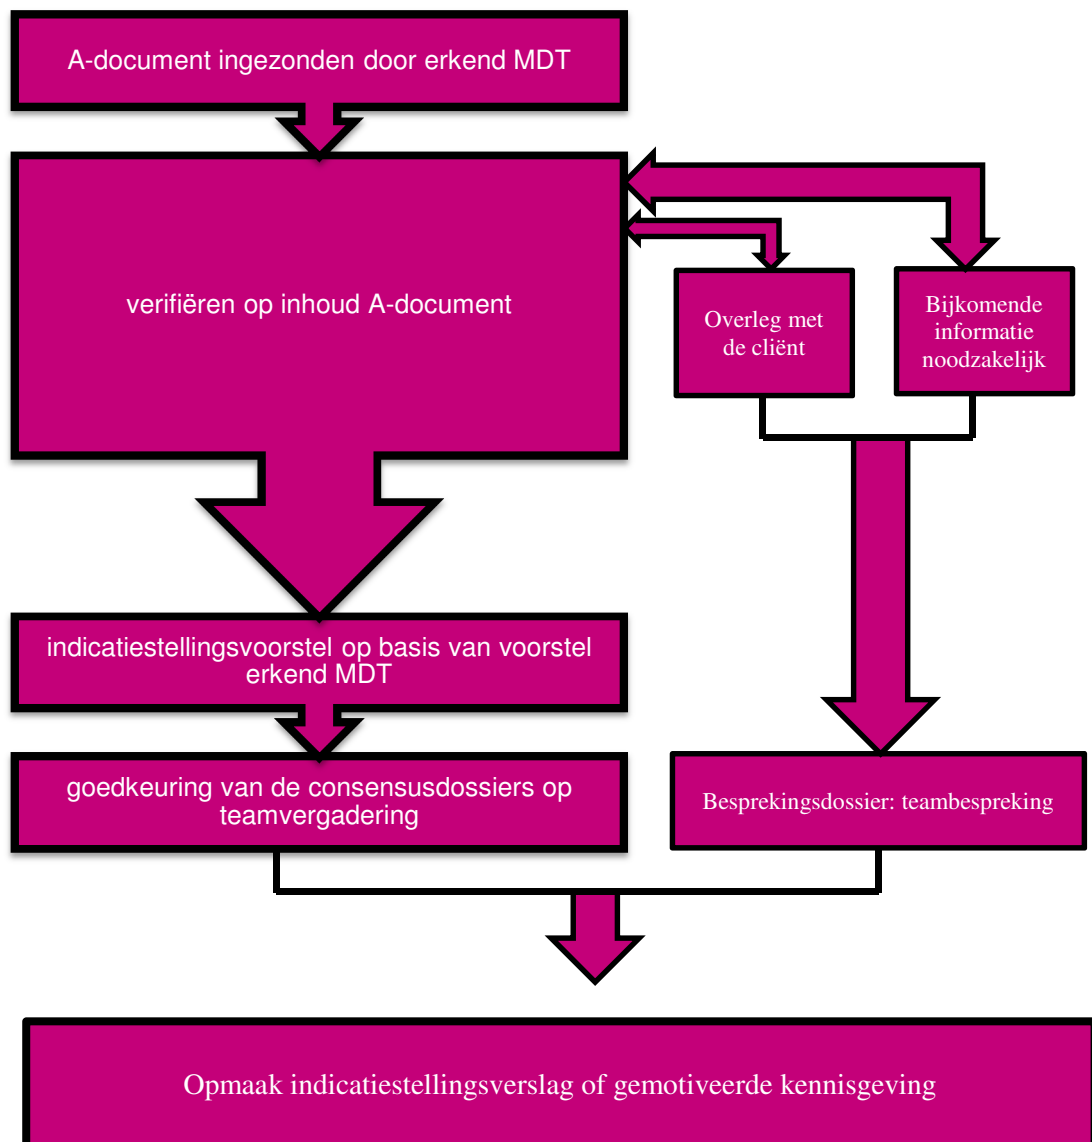 A-document ingezonden door erkend MDT
verifiëren op inhoud A-document
Overleg met
de cliënt
Bijkomende
informatie
noodzakelijk
indicatiestellingsvoorstel op basis van voorstel
erkend MDT
goedkeuring van de consensusdossiers op
teamvergadering
Besprekingsdossier: teambespreking
Opmaak indicatiestellingsverslag of gemotiveerde kennisgeving